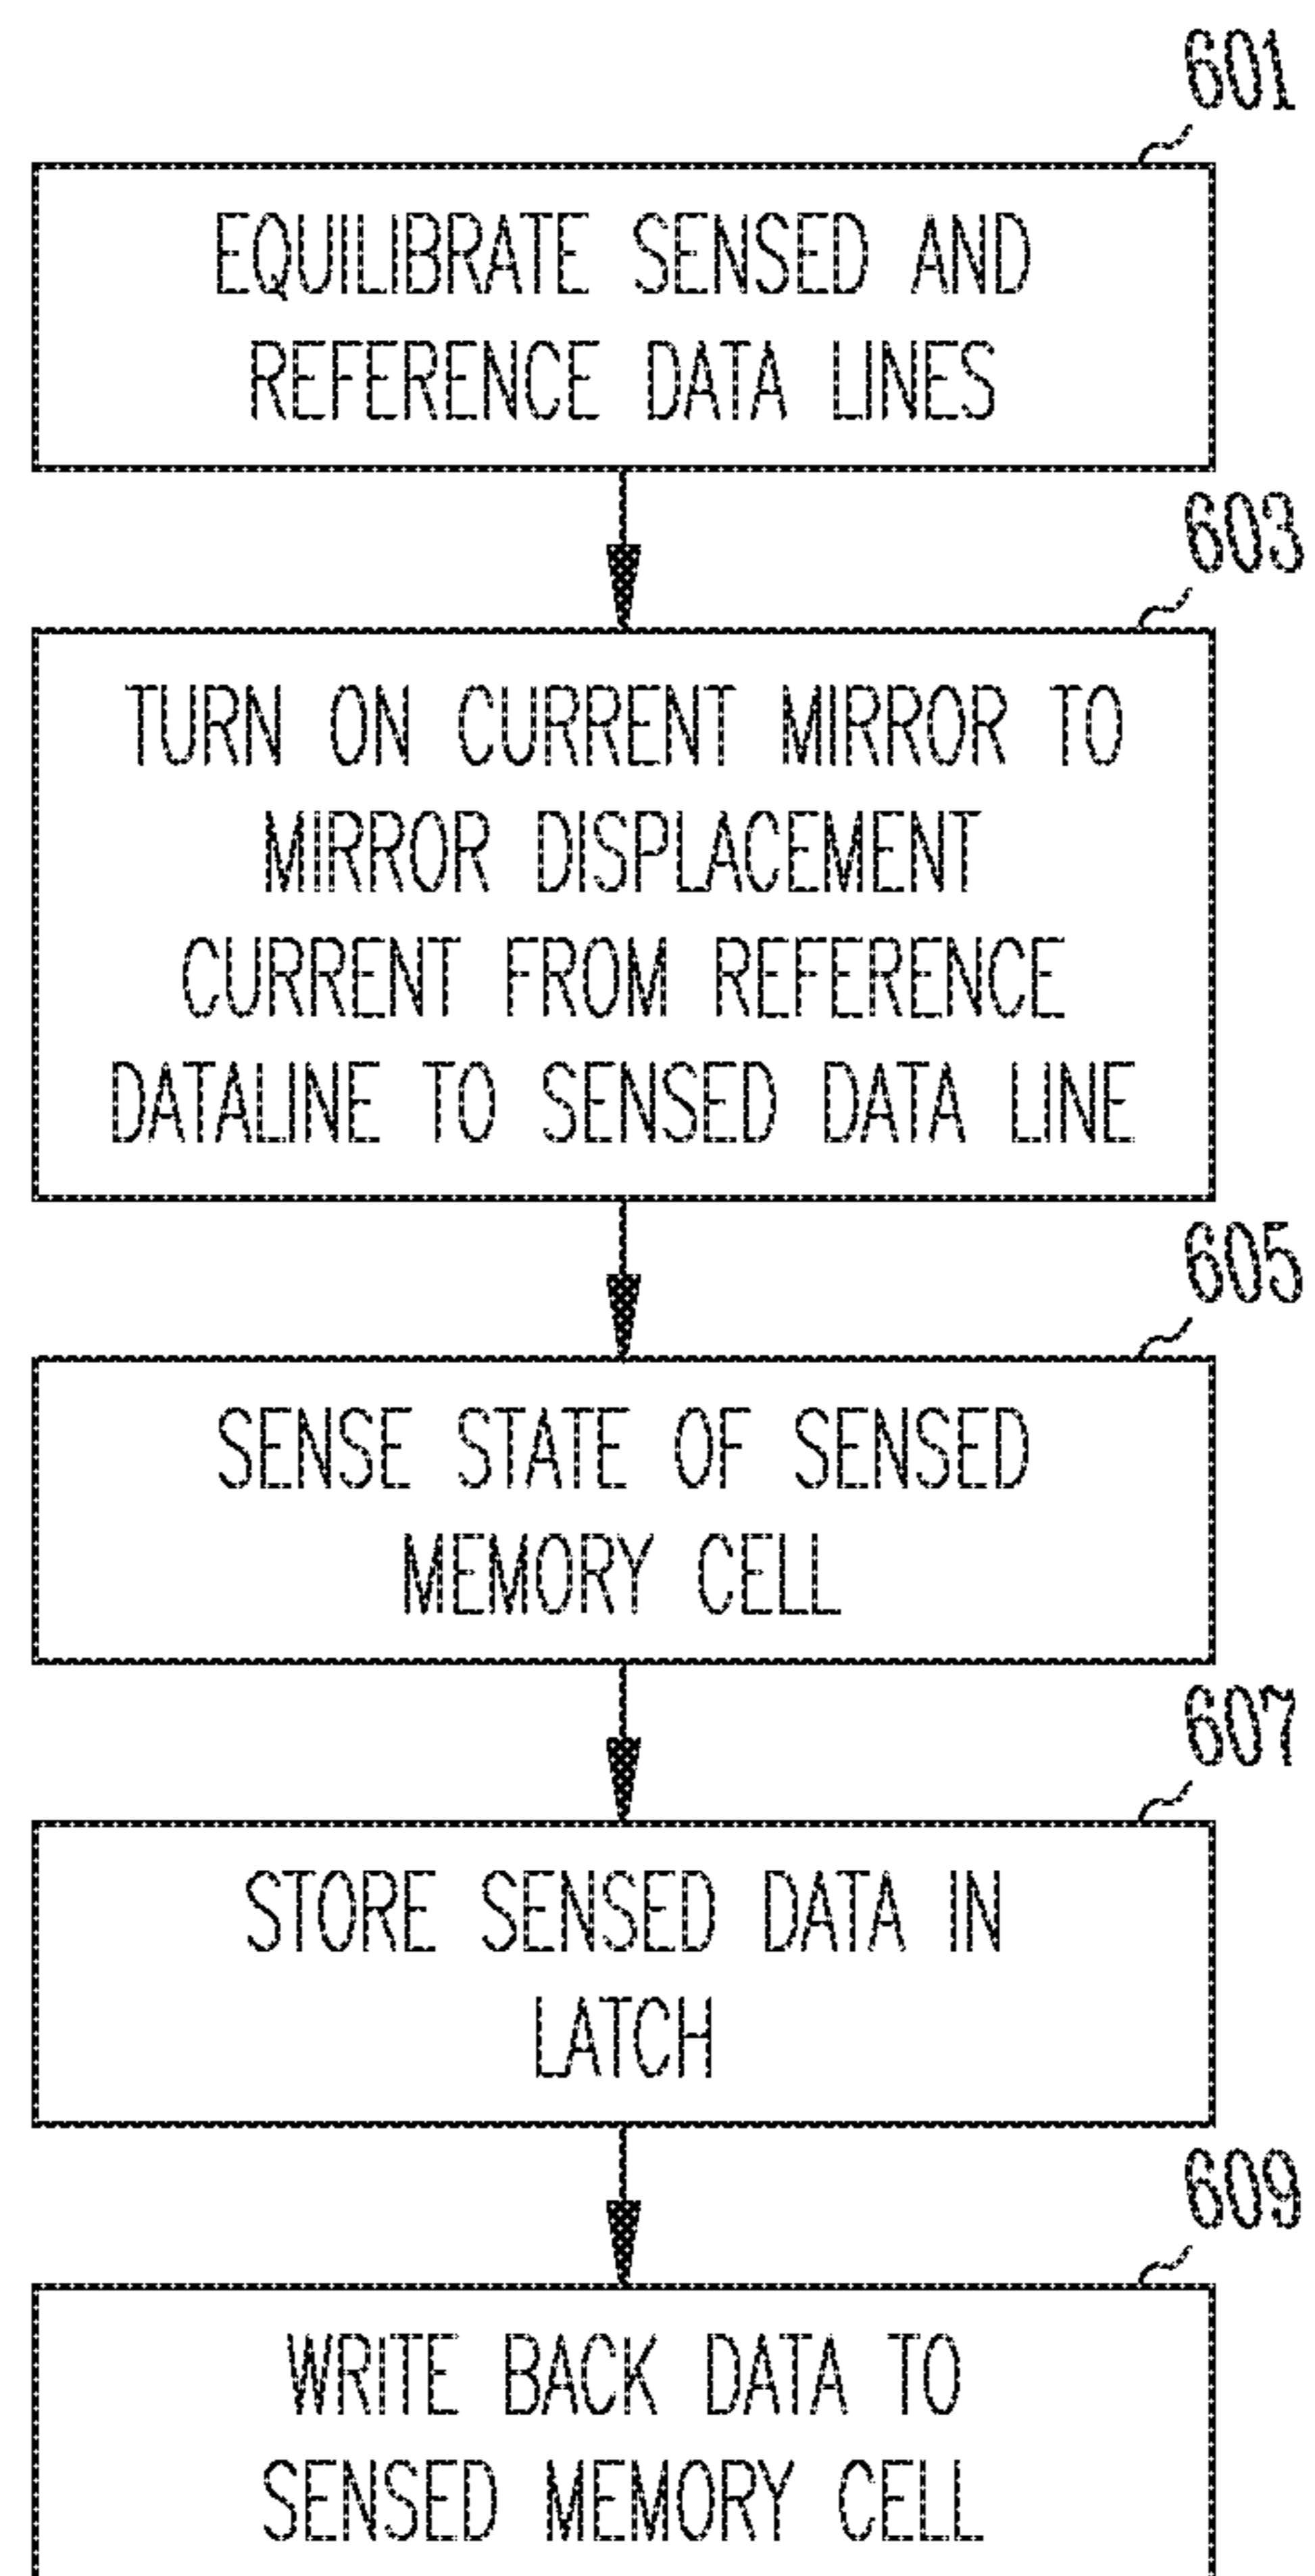 601
EQUILIBRATE SENSED AND
REFERENCE DATA LINES
603
TURN ON CURRENT MIRROR TO
MIRROR DISPLACEMENT
CURRENT FROM REFERENCE
DATALINE TO SENSED DATA LINE
605
SENSE STATE OF SENSED
MEMORY CELL
607
STORE SENSED DATA IN
LATCH
609
WRITE BACK DATA TO
SENSED MEMORY CELL